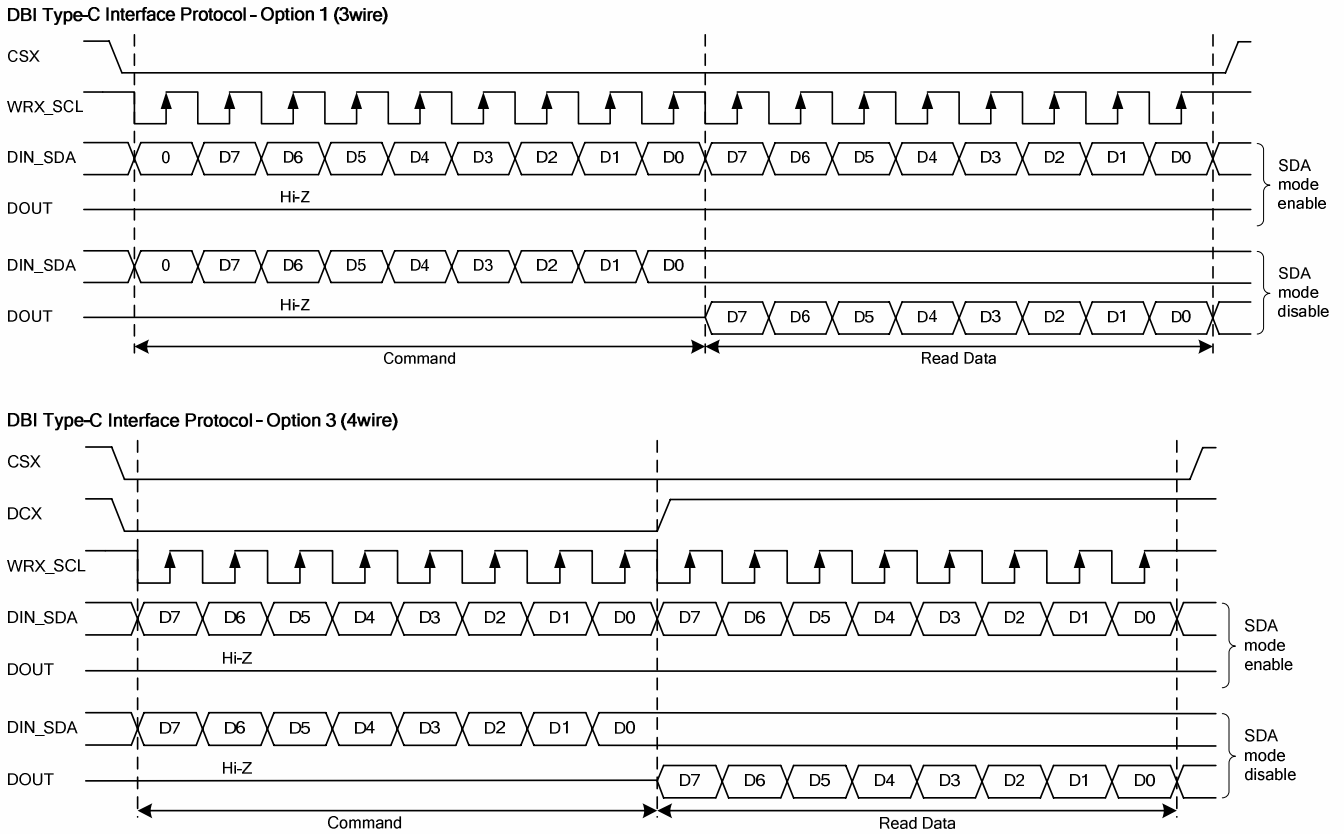 DBI Type-C Interface Protocol - Option 1 (3wire)
CSX
WRX_SCL
DIN_SDA 0 D7 D6 D5 D4 D3 D2 D1 D0 D7 D6 D5 D4 D3 D2 D1 D0
SDA
mode
enable
Hi-Z
DOUT
DIN_SDA 0 D7 D6 D5 D4 D3 D2 D1 D0
SDA
mode
disable
Hi-Z
DOUT D7 D6 D5 D4 D3 D2 D1 D0
Command Read Data
DBI Type-C Interface Protocol - Option 3 (4wire)
CSX
DCX
WRX_SCL
DIN_SDA D7 D6 D5 D4 D3 D2 D1 D0 D7 D6 D5 D4 D3 D2 D1 D0
SDA
mode
enable
Hi-Z
DOUT
DIN_SDA D7 D6 D5 D4 D3 D2 D1 D0
SDA
mode
disable
Hi-Z
DOUT D7 D6 D5 D4 D3 D2 D1 D0
Command Read Data